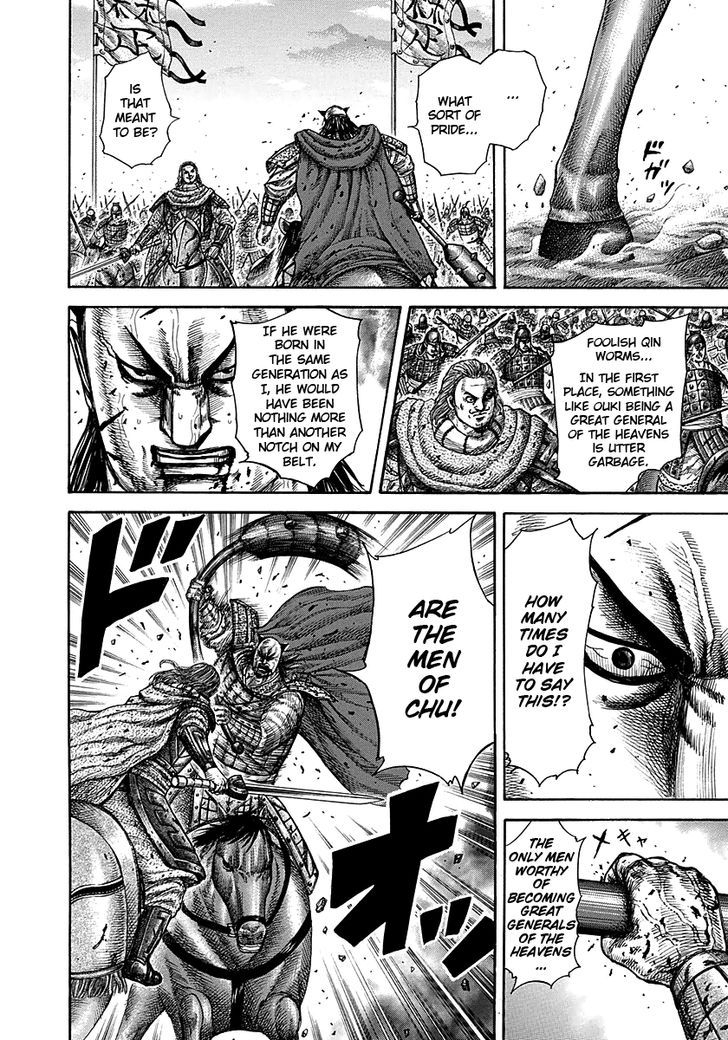 ...
WHAT
SORT OF
PRIDE...
IS
THAT
MEANT
TO BE?
ドガッ
FOOLISH QIN
WORMS...
IN THE FIRST
PLACE, SOMETHING
LIKE OUKI BEING A
GREAT GENERAL
OF THE HEAVENS
IS UTTER
GARBAGE.
IF HE WERE
BORN IN
THE SAME
GENERATION AS
I, HE WOULD
HAVE BEEN
NOTHING MORE
THAN ANOTHER
NOTCH ON MY
BELT.
HOW
MANY
TIMES
DO I
HAVE
TO SAY
THIS!?
THE
ONLY MEN
WORTHY
OF
BECOMING
GREAT
GENERALS
OF THE
HEAVENS
...
メキャ
ARE
THE
MEN
OF
CHU!
ドオッ